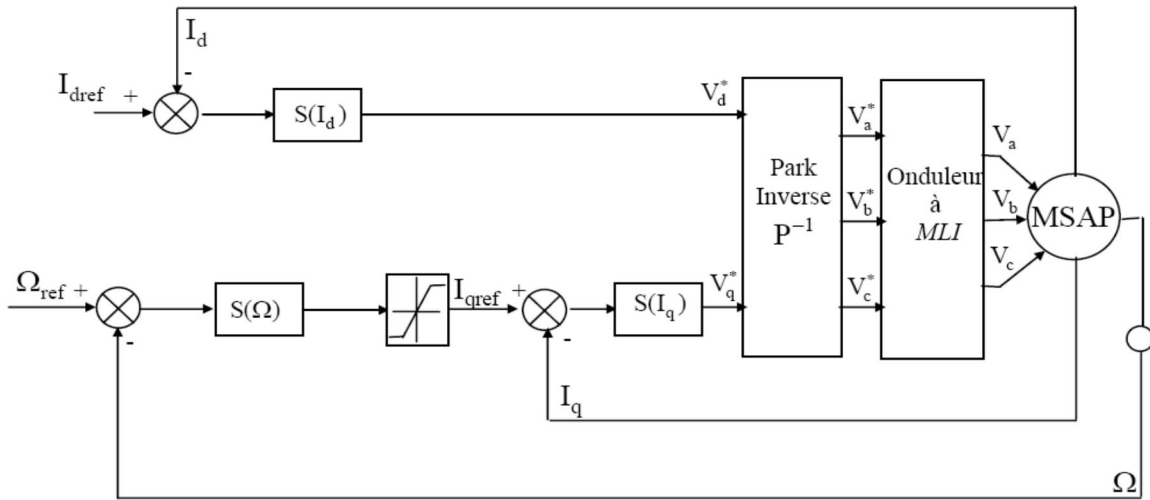 I_d
-
I_dref +
S(I_d)
V_d^*
V_a^*
V_a
Park
Inverse
P^{-1}
Onduleur
à
MLI
V_b^*
V_b
MSAP
V_c^*
V_c
Ω_ref +
-
S(Ω)
I_qref +
-
S(I_q)
V_q^*
I_q
Ω